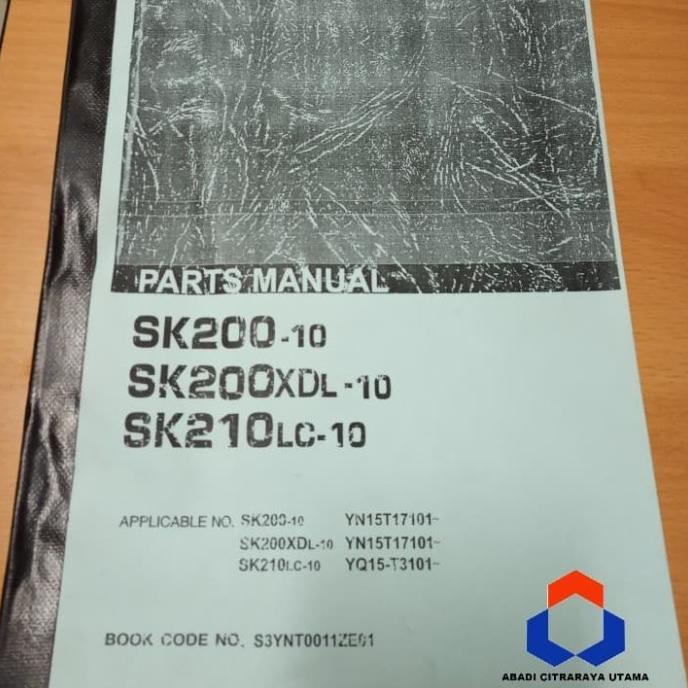 PARTS MANUAL
SK200-10
SK200XDL-10
SK210LC-10
APPLICABLE NO. SK200-10 YN15T17101~
SK200XDL-10 YN15T17101~
SK210LC-10 YQ15-T3101~
BOOK CODE NO. S3YNT0011ZE01
ABADI CITRARAYA UTAMA